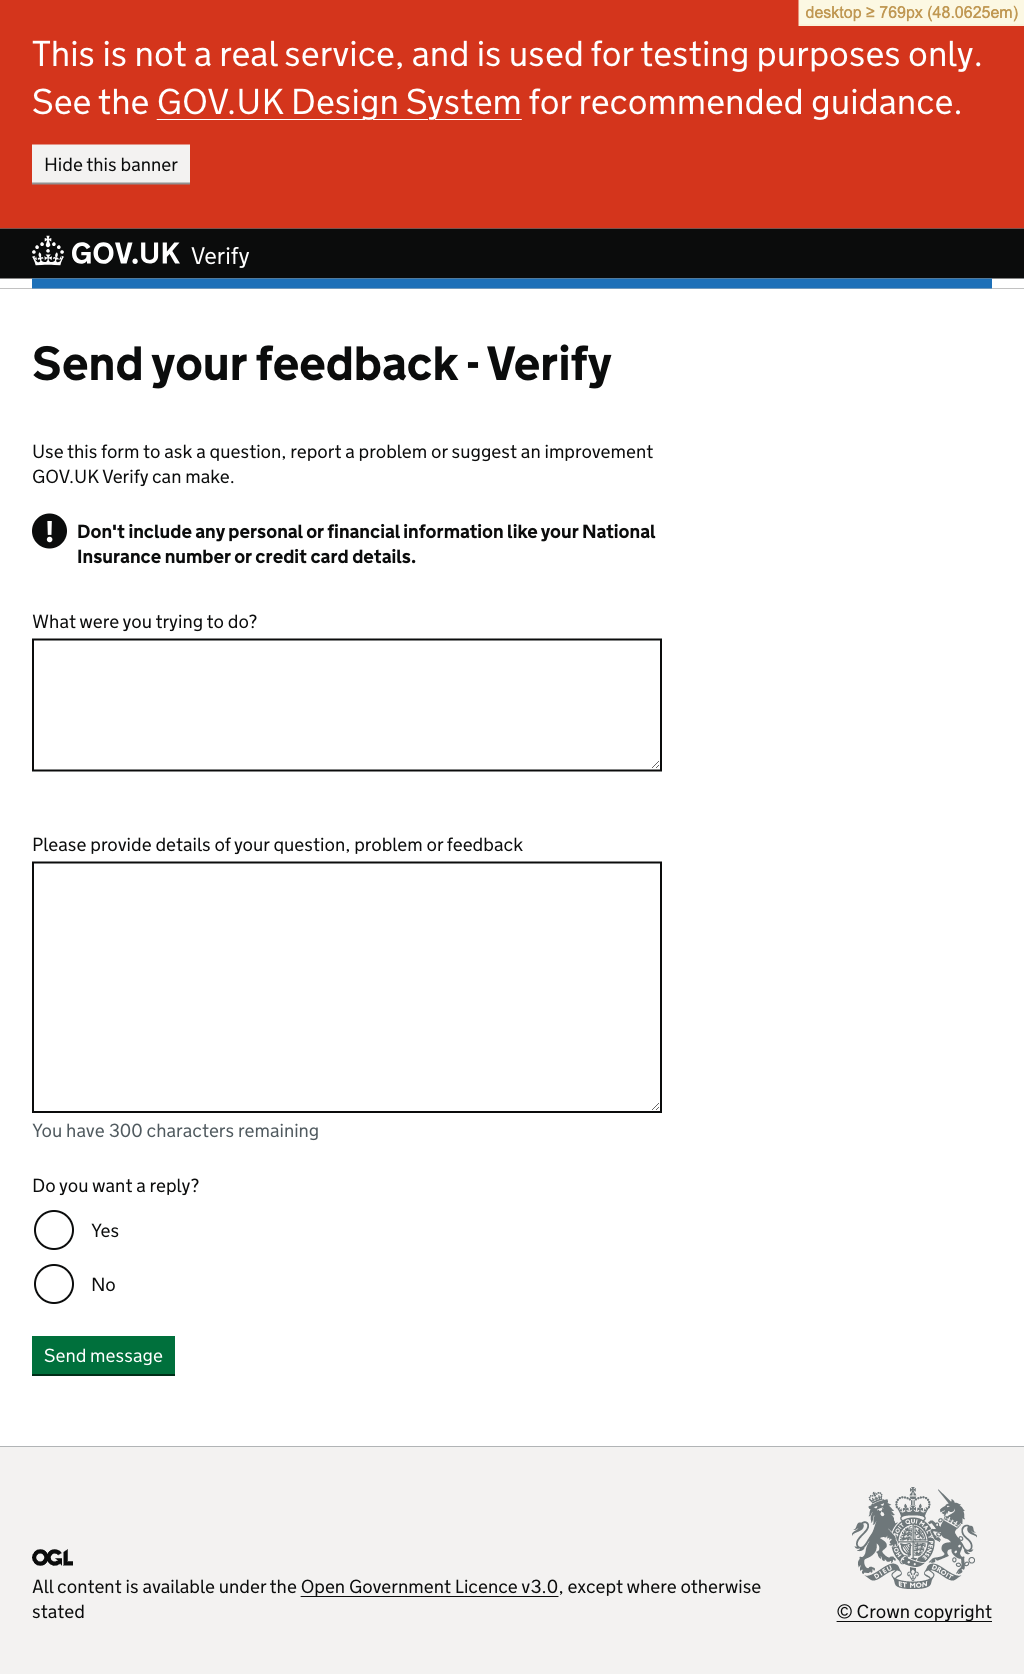 desktop ≥ 769px (48.0625em)
This is not a real service, and is used for testing purposes only.
See the GOV.UK Design System for recommended guidance.
Hide this banner
GOV.UK Verify
Send your feedback - Verify
Use this form to ask a question, report a problem or suggest an improvement
GOV.UK Verify can make.
! Don't include any personal or financial information like your National
Insurance number or credit card details.
What were you trying to do?
Please provide details of your question, problem or feedback
You have 300 characters remaining
Do you want a reply?
Yes
No
Send message
OGL
All content is available under the Open Government Licence v3.0, except where otherwise
stated
DIEU ET MON DROIT
© Crown copyright